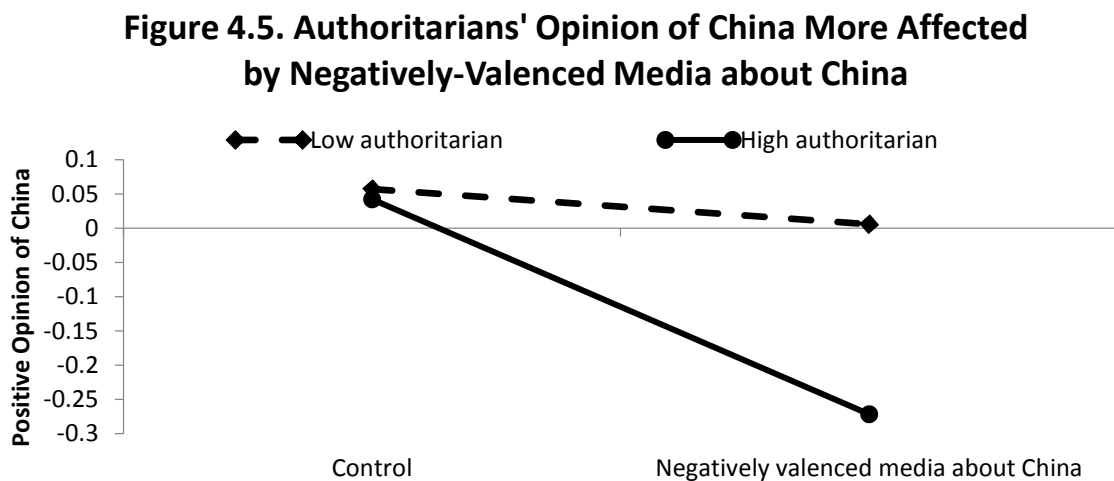 Figure 4.5. Authoritarians' Opinion of China More Affected
by Negatively-Valenced Media about China
Low authoritarian
High authoritarian
Positive Opinion of China
0.1
0.05
0
-0.05
-0.1
-0.15
-0.2
-0.25
-0.3
Control
Negatively valenced media about China